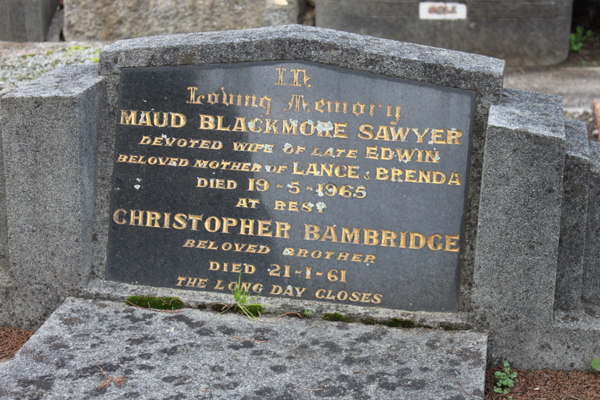 In
Loving Memory
MAUD BLACKMORE SAWYER
DEVOTED WIFE OF LATE EDWIN
BELOVED MOTHER OF LANCE & BRENDA
DIED 19-5-1965
AT REST
CHRISTOPHER BAMBRIDGE
BELOVED BROTHER
DIED 21-1-61
THE LONG DAY CLOSES